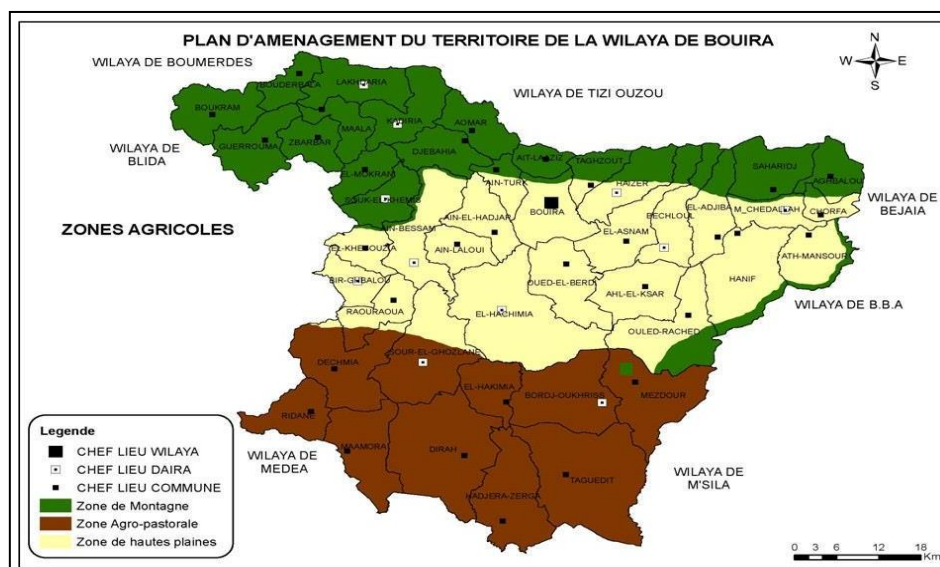 PLAN D'AMENAGEMENT DU TERRITOIRE DE LA WILAYA DE BOUIRA
N
W E
S
WILAYA DE BOUMERDES
WILAYA DE TIZI OUZOU
WILAYA DE
BLIDA
WILAYA DE
BEJAIA
WILAYA DE B.B.A
WILAYA DE
M'SILA
WILAYA DE
MEDEA
ZONES AGRICOLES
BOUDERBALA
LAKHDARIA
BOUKRAM
KADIRIA
MAALA
AOMAR
GUERROUMA
ZBARBAR
DJEBAHIA
EL-MOKRANI
SOUK-EL-KHEMIS
AIT-LAAZIZ
TAGHZOUT
SAHARIDJ
AGHBALOU
AIN-TURK
HAIZER
AIN-BESSAM
AIN-EL-HADJAR
BOUIRA
BECHLOUL
EL-ADJIBA
M_CHEDALLAH
CHORFA
EL-KHEBOUZIA
AIN-LALOUI
EL-ASNAM
ATH-MANSOUR
BIR-GHBALOU
OUED-EL-BERDI
AHL-EL-KSAR
HANIF
RAOURAOUA
EL-HACHIMIA
OULED-RACHED
DECHMIA
SOUR-EL-GHOZLANE
EL-HAKIMIA
BORDJ-OUKHRISS
MEZDOUR
RIDANE
MAAMORA
DIRAH
TAGUEDIT
HADJERA-ZERGA
Legende
CHEF LIEU WILAYA
CHEF LIEU DAIRA
CHEF LIEU COMMUNE
Zone de Montagne
Zone Agro-pastorale
Zone de hautes plaines
0 3 6 12 18
Km